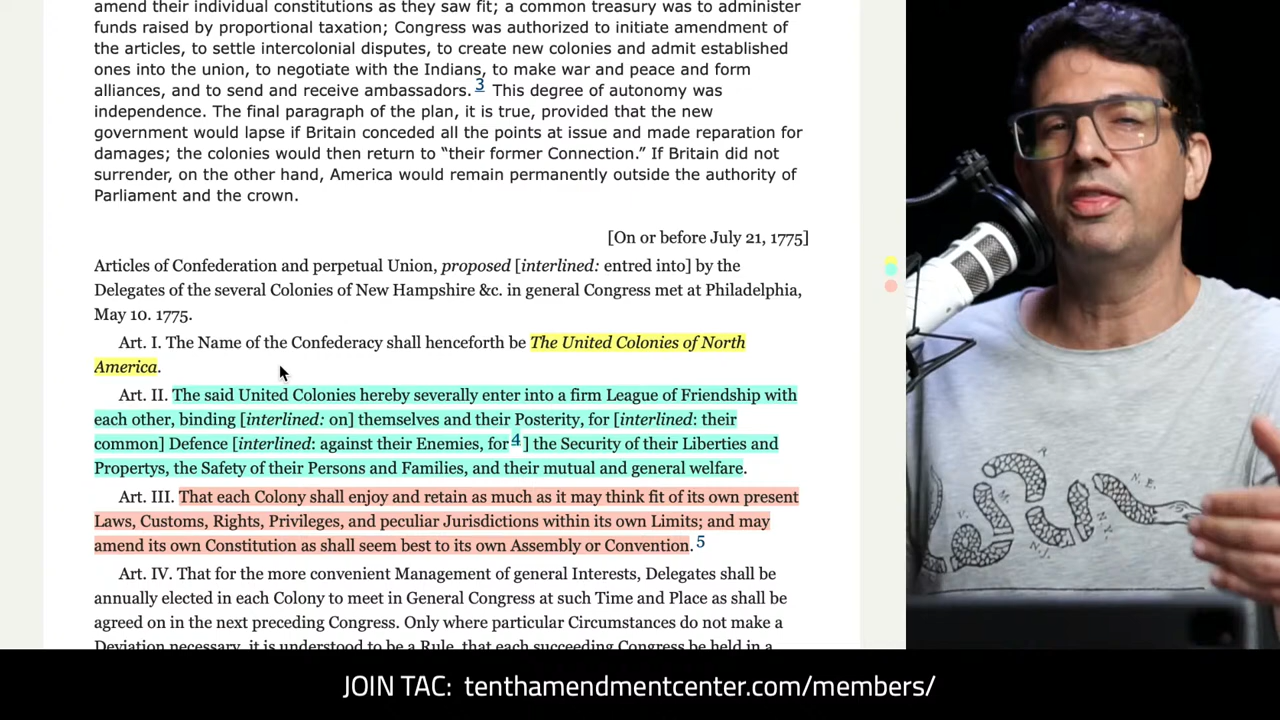 amend their individual constitutions as they saw fit; a common treasury was to administer
funds raised by proportional taxation; Congress was authorized to initiate amendment of
the articles, to settle intercolonial disputes, to create new colonies and admit established
ones into the union, to negotiate with the Indians, to make war and peace and form
alliances, and to send and receive ambassadors. 3 This degree of autonomy was
independence. The final paragraph of the plan, it is true, provided that the new
government would lapse if Britain conceded all the points at issue and made reparation for
damages; the colonies would then return to “their former Connection.” If Britain did not
surrender, on the other hand, America would remain permanently outside the authority of
Parliament and the crown.
[On or before July 21, 1775]
Articles of Confederation and perpetual Union, proposed [interlined: entred into] by the
Delegates of the several Colonies of New Hampshire &c. in general Congress met at Philadelphia,
May 10. 1775.
Art. I. The Name of the Confederacy shall henceforth be The United Colonies of North
America.
Art. II. The said United Colonies hereby severally enter into a firm League of Friendship with
each other, binding [interlined: on] themselves and their Posterity, for [interlined: their
common] Defence [interlined: against their Enemies, for 4 ] the Security of their Liberties and
Propertys, the Safety of their Persons and Families, and their mutual and general welfare.
Art. III. That each Colony shall enjoy and retain as much as it may think fit of its own present
Laws, Customs, Rights, Privileges, and peculiar Jurisdictions within its own Limits; and may
amend its own Constitution as shall seem best to its own Assembly or Convention. 5
Art. IV. That for the more convenient Management of general Interests, Delegates shall be
annually elected in each Colony to meet in General Congress at such Time and Place as shall be
agreed on in the next preceding Congress. Only where particular Circumstances do not make a
Deviation necessary, it is understood to be a Rule, that each succeeding Congress be held in a
R.
M.
N. E.
V.
N.Y.
N.J.
JOIN TAC: tenthamendmentcenter.com/members/